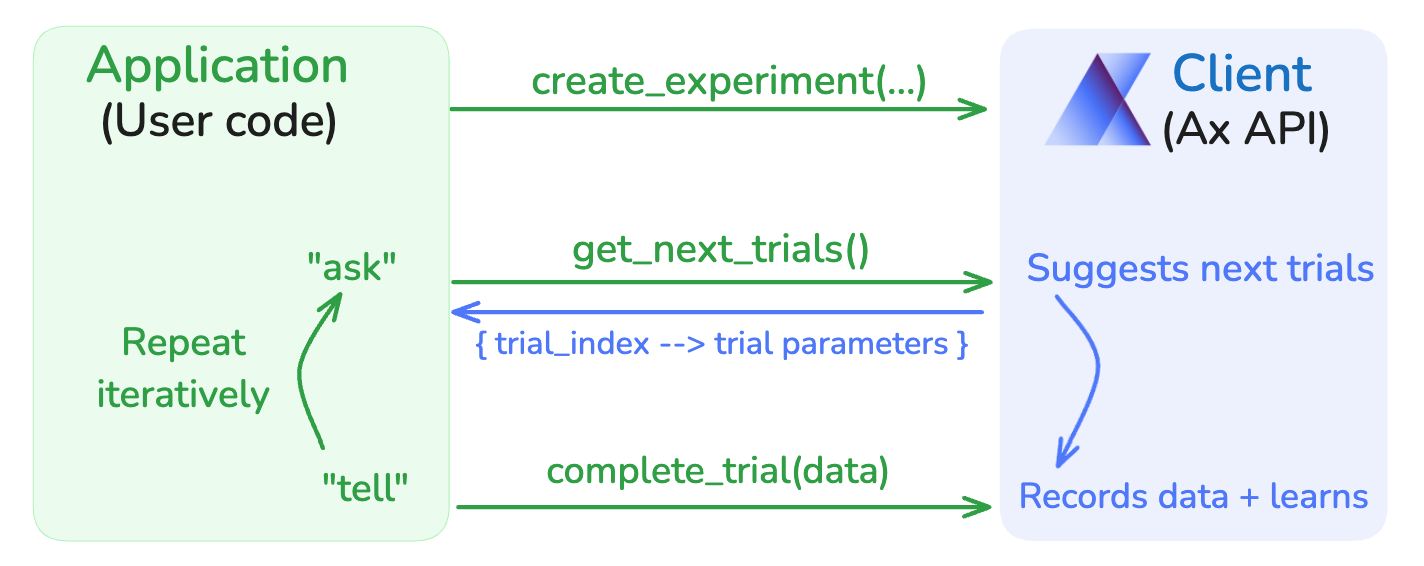 Application
(User code)
create_experiment(...)
Client
(Ax API)
"ask"
get_next_trials()
Suggests next trials
{ trial_index --> trial parameters }
Repeat
iteratively
"tell"
complete_trial(data)
Records data + learns